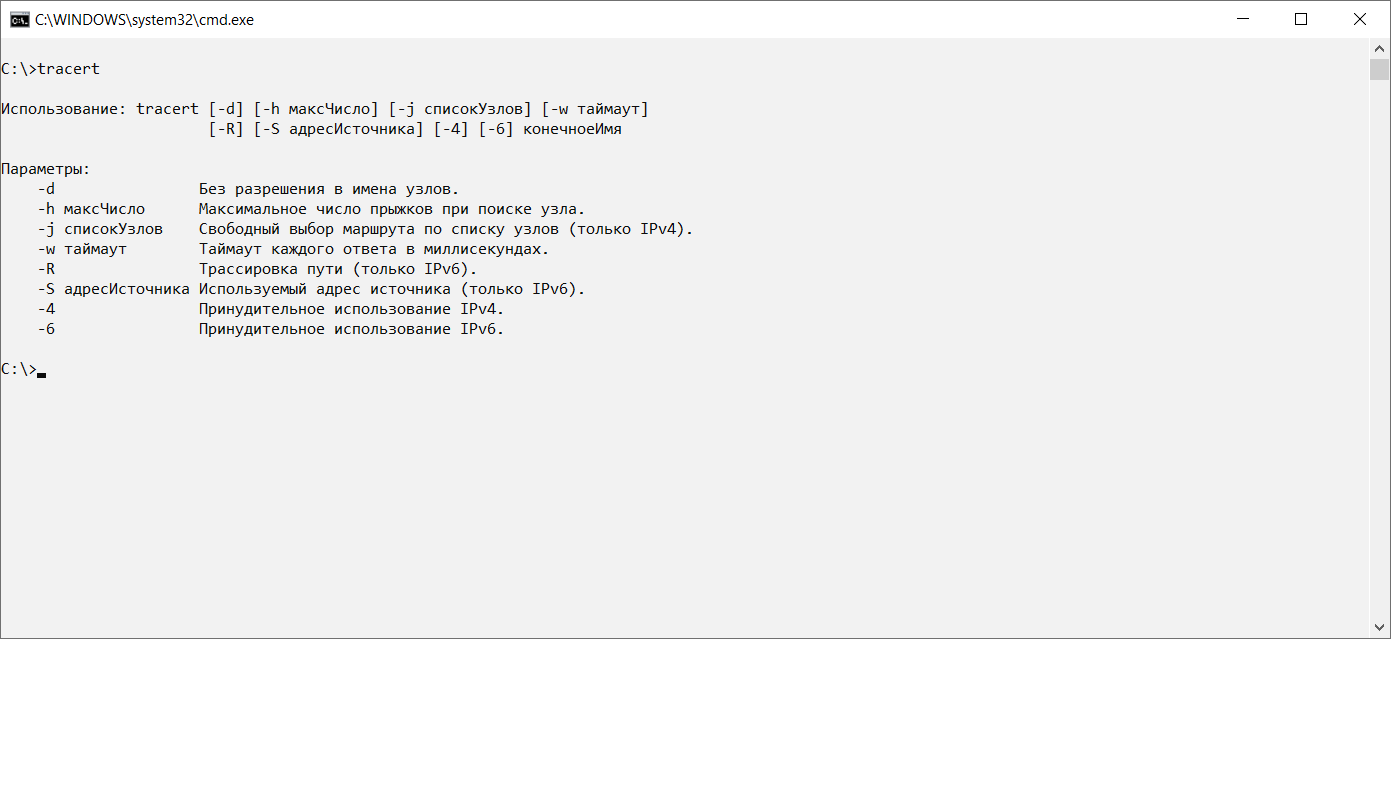 C:\WINDOWS\system32\cmd.exe
C:\>tracert
Использование: tracert [-d] [-h максЧисло] [-j списокУзлов] [-w таймаут]
[-R] [-S адресИсточника] [-4] [-6] конечноеИмя
Параметры:
-d Без разрешения в имена узлов.
-h максЧисло Максимальное число прыжков при поиске узла.
-j списокУзлов Свободный выбор маршрута по списку узлов (только IPv4).
-w таймаут Таймаут каждого ответа в миллисекундах.
-R Трассировка пути (только IPv6).
-S адресИсточника Используемый адрес источника (только IPv6).
-4 Принудительное использование IPv4.
-6 Принудительное использование IPv6.
C:\>